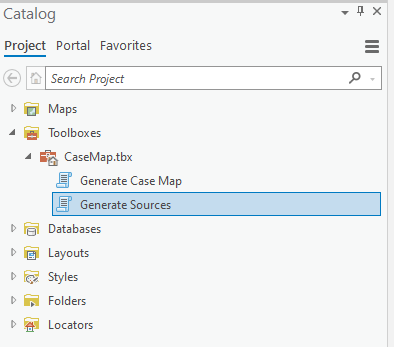 Catalog
Project Portal Favorites
Search Project
Maps
Toolboxes
CaseMap.tbx
Generate Case Map
Generate Sources
Databases
Layouts
Styles
Folders
Locators